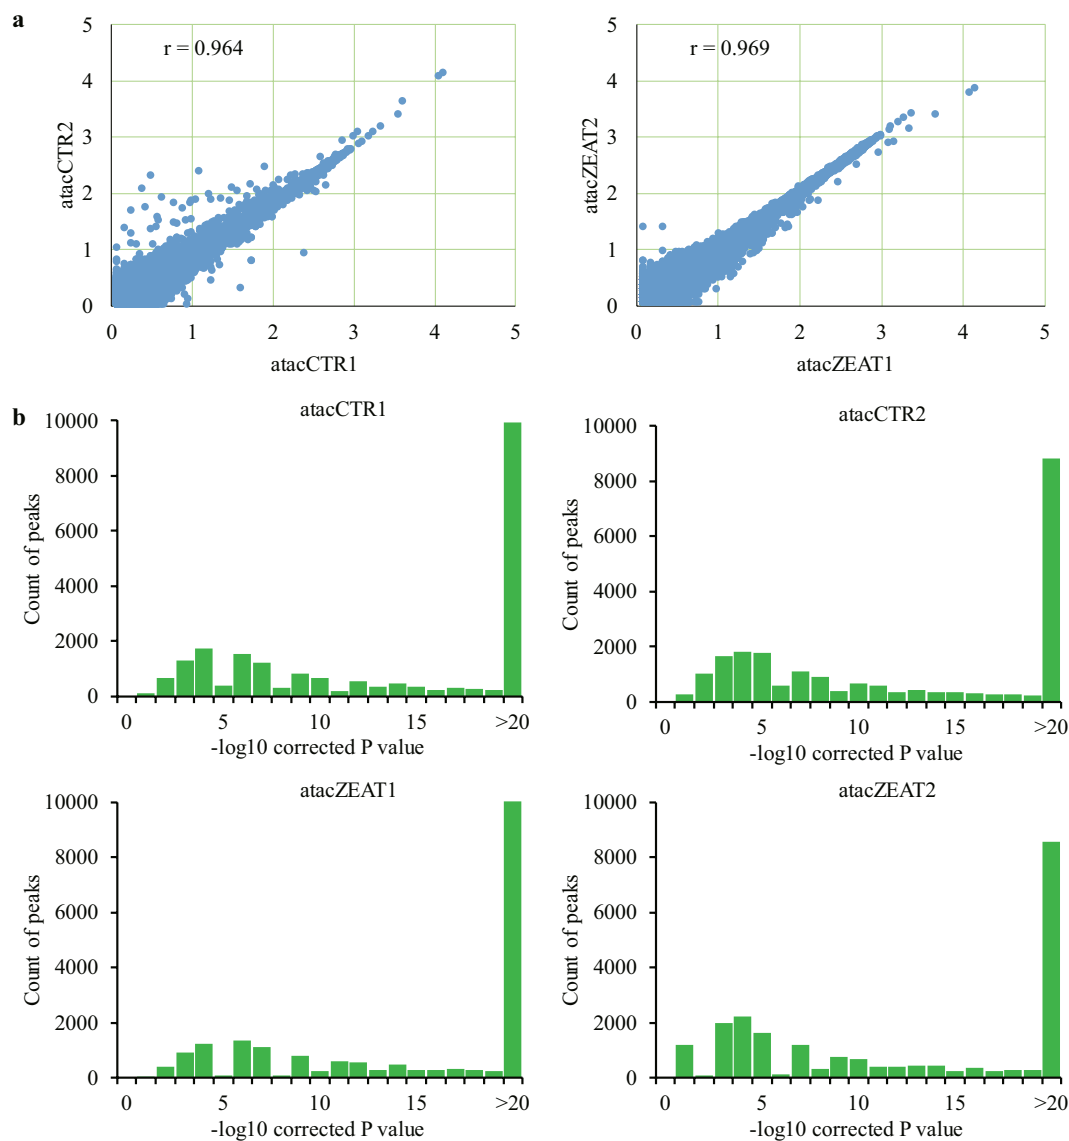 a
r = 0.964
5
4
3
2
1
0
atacCTR2
0 1 2 3 4 5
atacCTR1
r = 0.969
5
4
3
2
1
0
atacZEAT2
0 1 2 3 4 5
atacZEAT1
b
atacCTR1
10000
8000
6000
4000
2000
0
Count of peaks
0 5 10 15 >20
-log10 corrected P value
atacCTR2
10000
8000
6000
4000
2000
0
Count of peaks
0 5 10 15 >20
-log10 corrected P value
atacZEAT1
10000
8000
6000
4000
2000
0
Count of peaks
0 5 10 15 >20
-log10 corrected P value
atacZEAT2
10000
8000
6000
4000
2000
0
Count of peaks
0 5 10 15 >20
-log10 corrected P value